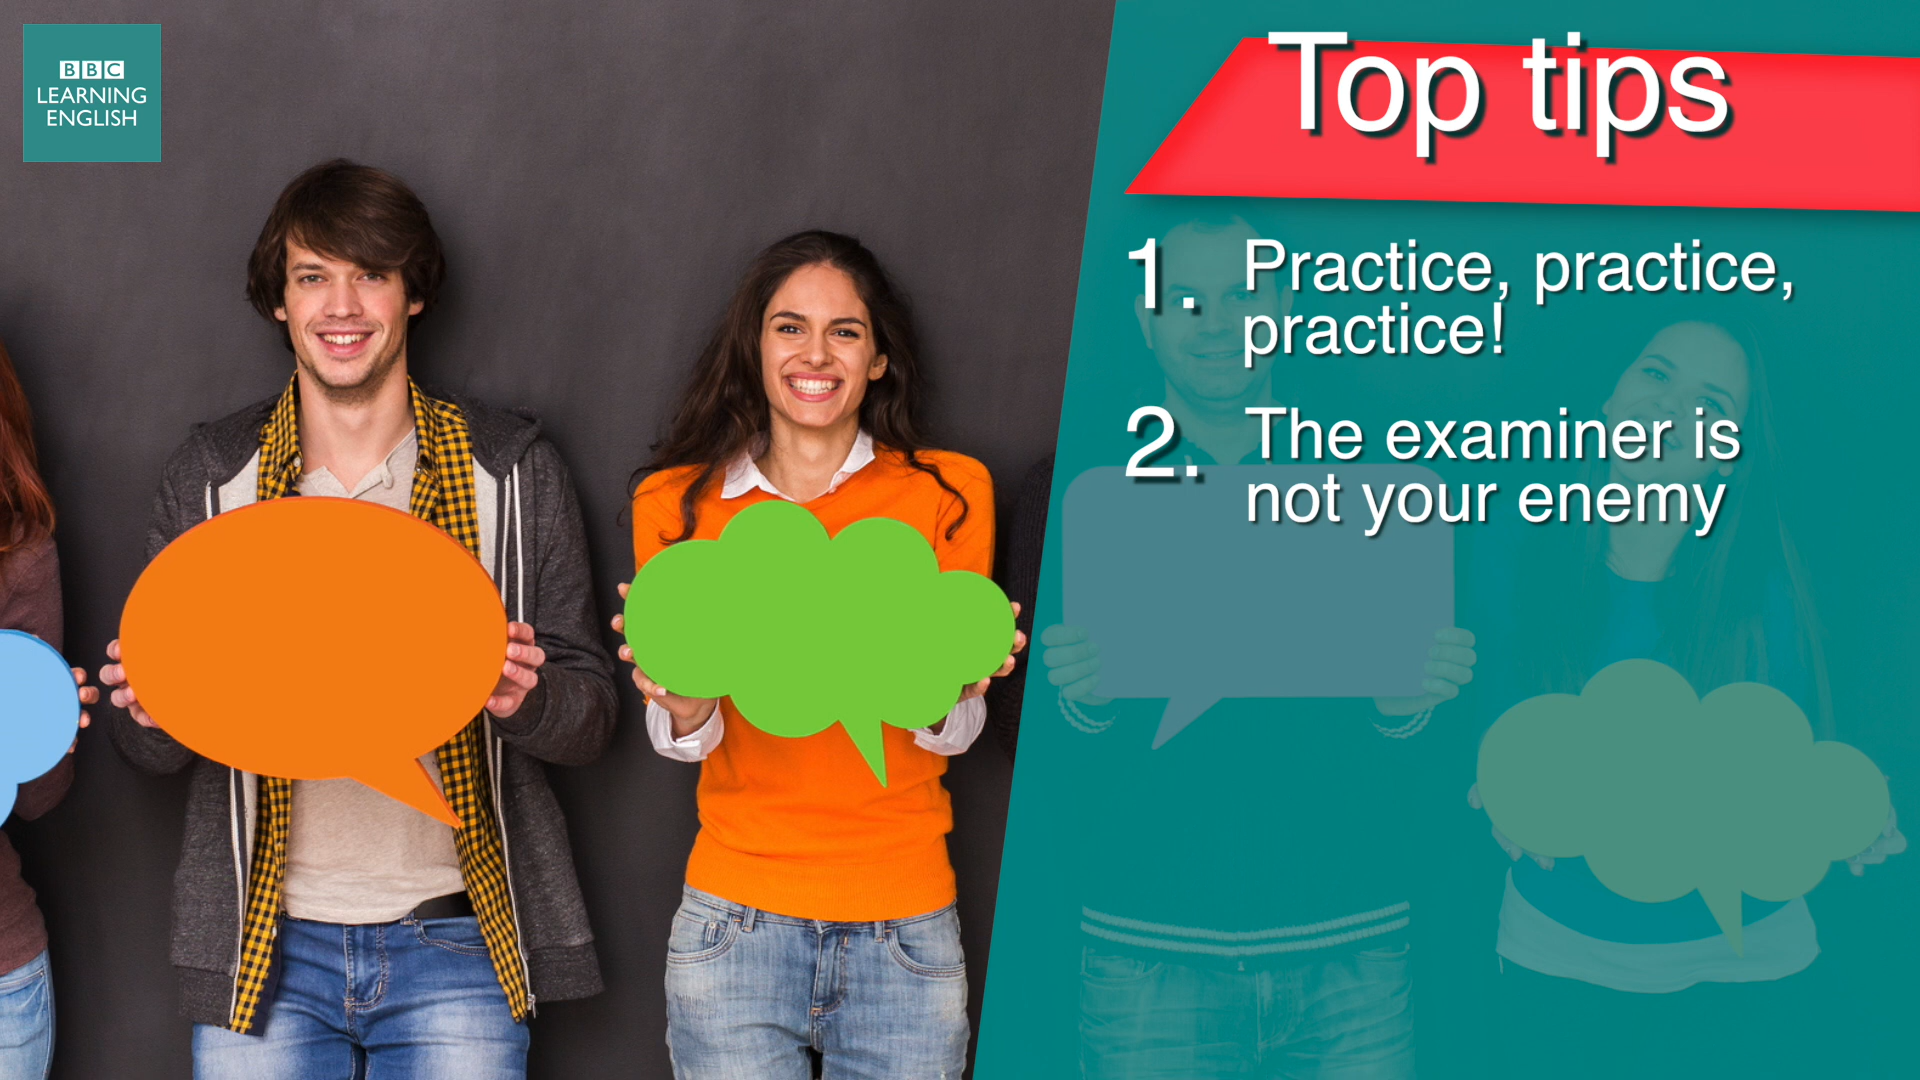 BBC
LEARNING
ENGLISH
Top tips
1. Practice, practice,
practice!
2. The examiner is
not your enemy